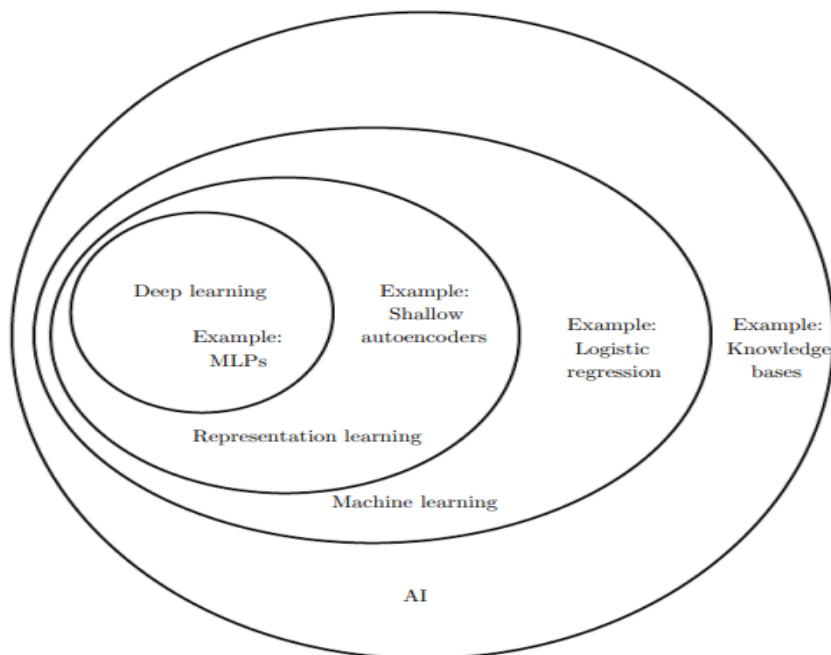 Deep learning
Example:
MLPs
Example:
Shallow
autoencoders
Example:
Logistic
regression
Example:
Knowledge
bases
Representation learning
Machine learning
AI